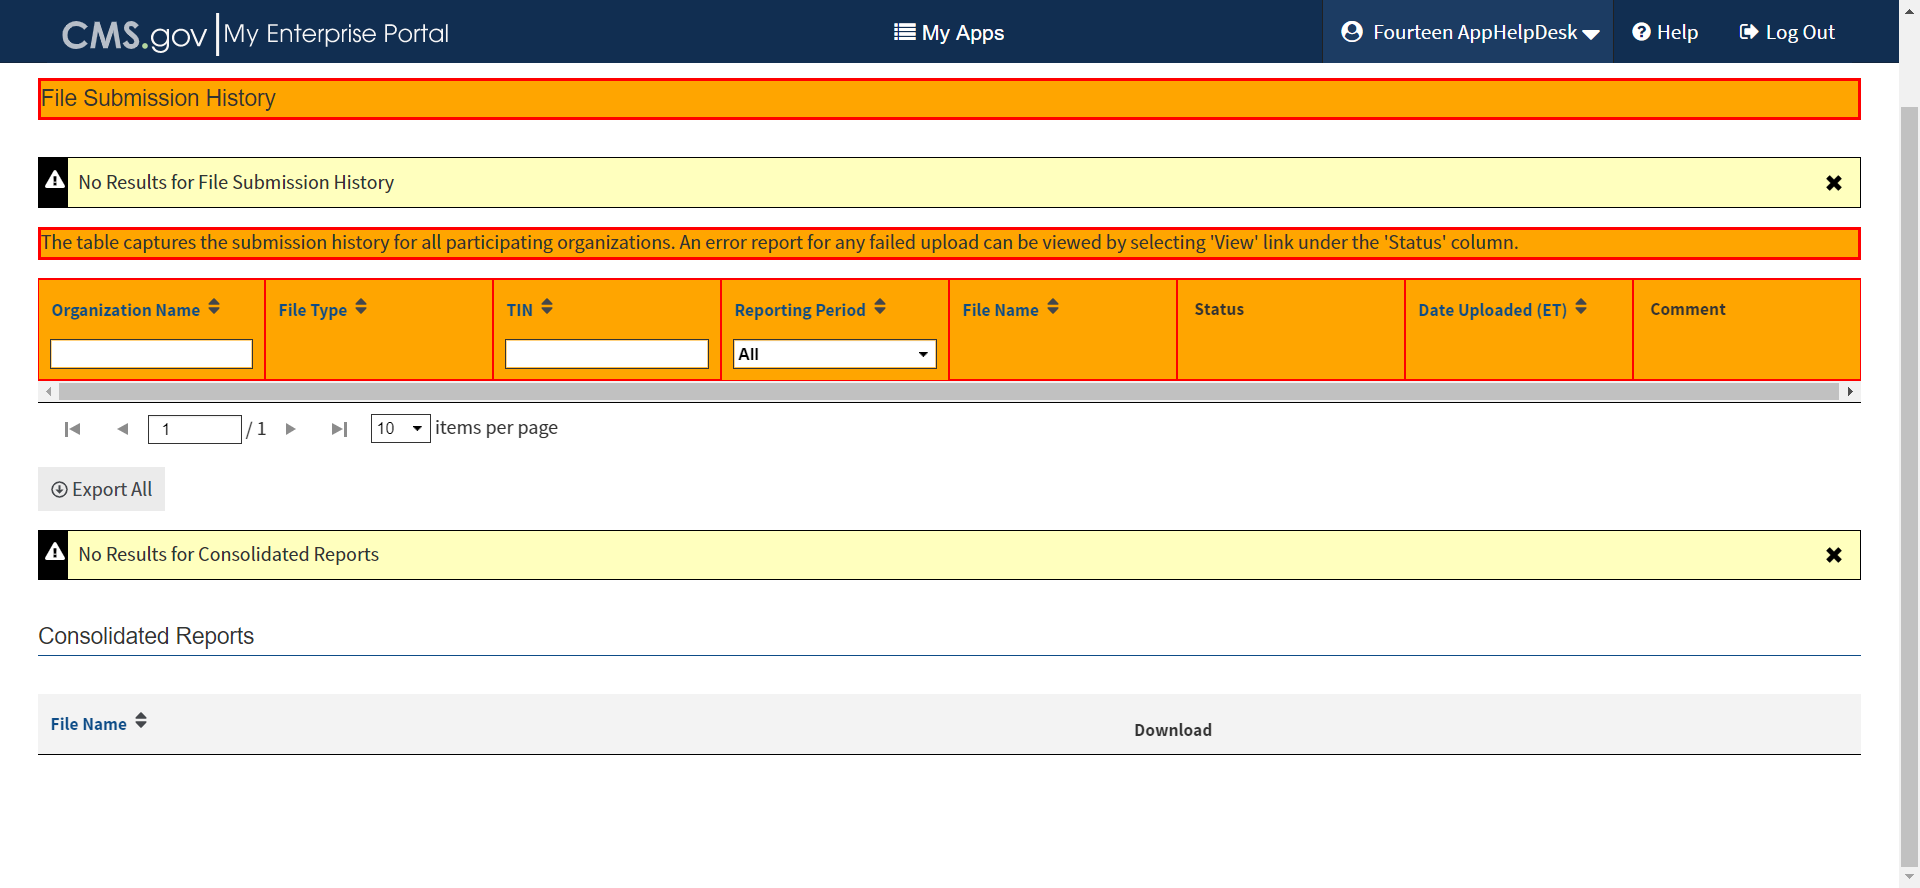 CMS.gov My Enterprise Portal My Apps Fourteen AppHelpDesk Help Log Out
File Submission History
No Results for File Submission History
The table captures the submission history for all participating organizations. An error report for any failed upload can be viewed by selecting 'View' link under the 'Status' column.
Organization Name File Type TIN Reporting Period File Name Status Date Uploaded (ET) Comment
All
1 / 1 10 items per page
Export All
No Results for Consolidated Reports
Consolidated Reports
File Name Download